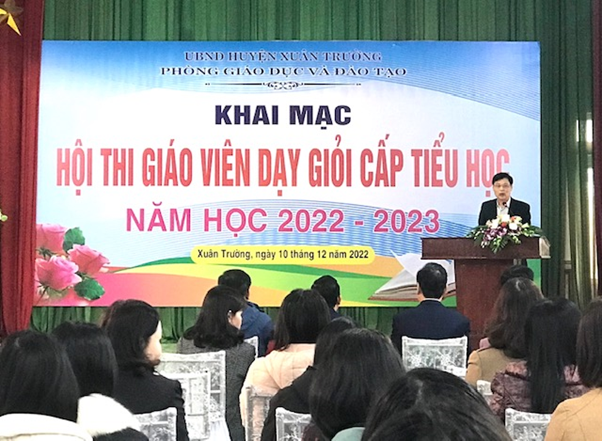 UBND HUYỆN XUÂN TRƯỜNG
PHÒNG GIÁO DỤC VÀ ĐÀO TẠO
KHAI MẠC
HỘI THI GIÁO VIÊN DẠY GIỎI CẤP TIỂU HỌC
NĂM HỌC 2022 - 2023
Xuân Trường, ngày 10 tháng 12 năm 2022